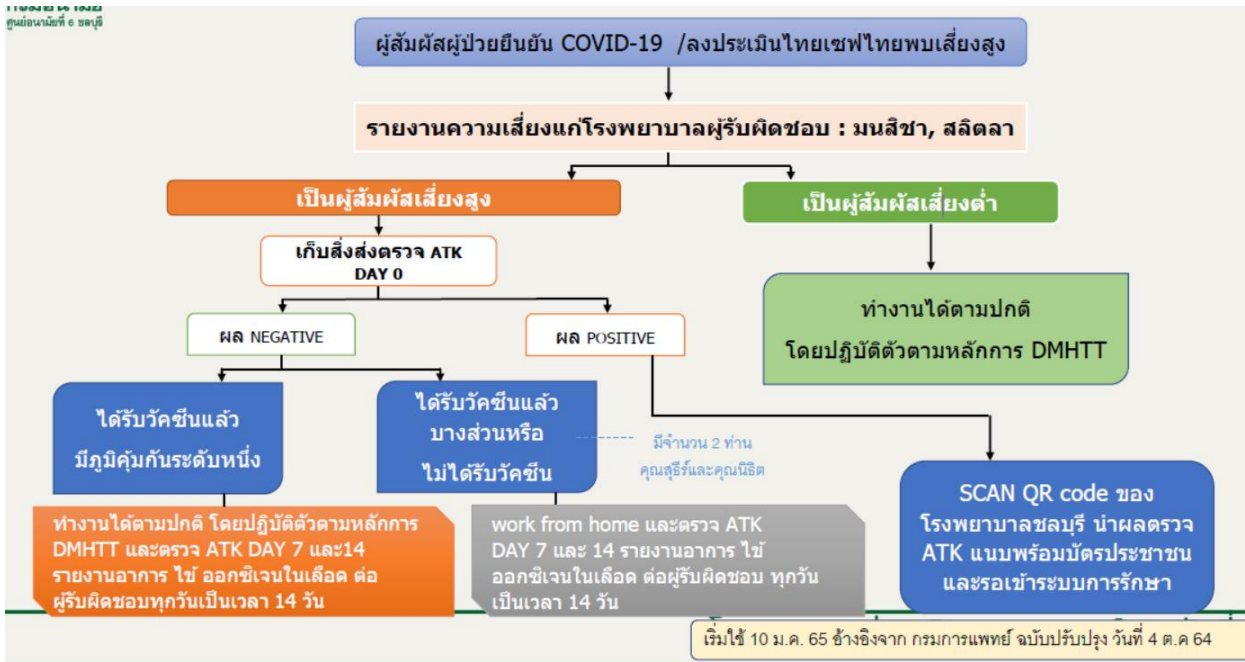 กรมอนามัย
ศูนย์อนามัยที่ 6 ชลบุรี
ผู้สัมผัสผู้ป่วยยืนยัน COVID-19 /ลงประเมินไทยเซฟไทยพบเสี่ยงสูง
รายงานความเสี่ยงแก่โรงพยาบาลผู้รับผิดชอบ : มนสิชา, สลิตลา
เป็นผู้สัมผัสเสี่ยงสูง
เป็นผู้สัมผัสเสี่ยงต่ำ
เก็บสิ่งส่งตรวจ ATK
DAY 0
ทำงานได้ตามปกติ
โดยปฏิบัติตัวตามหลักการ DMHTT
ผล NEGATIVE
ผล POSITIVE
ได้รับวัคซีนแล้ว
มีภูมิคุ้มกันระดับหนึ่ง
ได้รับวัคซีนแล้ว
บางส่วนหรือ
ไม่ได้รับวัคซีน
มีจำนวน 2 ท่าน
คุณสุธีร์และคุณนิธิต
ทำงานได้ตามปกติ โดยปฏิบัติตัวตามหลักการ
DMHTT และตรวจ ATK DAY 7 และ14
รายงานอาการ ไข้ ออกซิเจนในเลือด ต่อ
ผู้รับผิดชอบทุกวันเป็นเวลา 14 วัน
work from home และตรวจ ATK
DAY 7 และ 14 รายงานอาการ ไข้
ออกซิเจนในเลือด ต่อผู้รับผิดชอบ ทุกวัน
เป็นเวลา 14 วัน
SCAN QR code ของ
โรงพยาบาลชลบุรี นำผลตรวจ
ATK แนบพร้อมบัตรประชาชน
และรอเข้าระบบการรักษา
เริ่มใช้ 10 ม.ค. 65 อ้างอิงจาก กรมการแพทย์ ฉบับปรับปรุง วันที่ 4 ต.ค 64